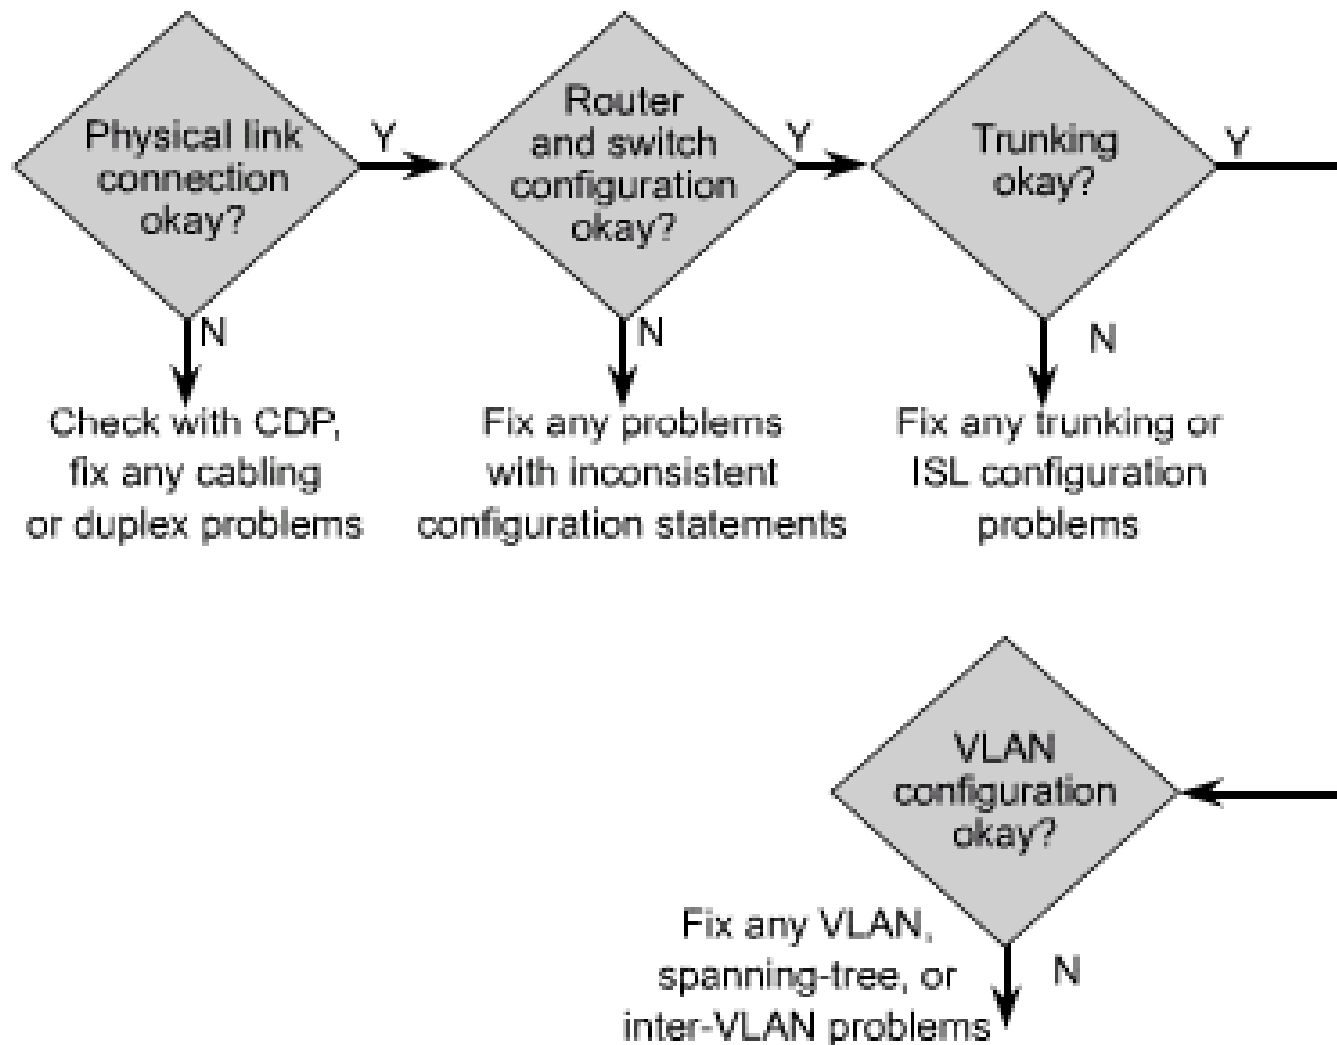 Physical link
connection
okay?
Y
N
Check with CDP,
fix any cabling
or duplex problems
Router
and switch
configuration
okay?
Y
N
Fix any problems
with inconsistent
configuration statements
Trunking
okay?
Y
N
Fix any trunking or
ISL configuration
problems
VLAN
configuration
okay?
N
Fix any VLAN,
spanning-tree, or
inter-VLAN problems